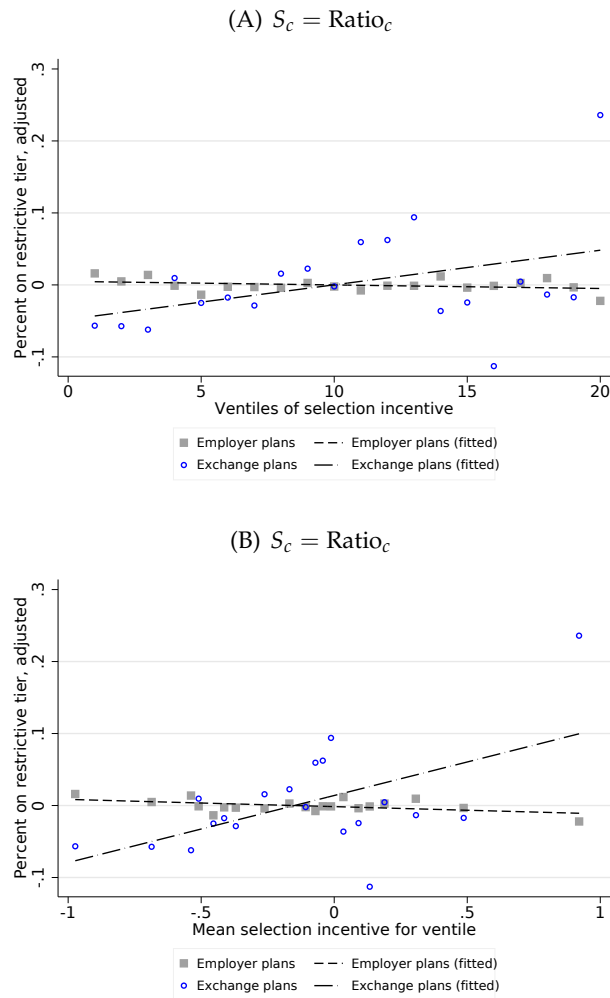 (A) S_c = Ratio_c
Percent on restrictive tier, adjusted
.3
.2
.1
0
-.1
0 5 10 15 20
Ventiles of selection incentive
Employer plans Employer plans (fitted)
Exchange plans Exchange plans (fitted)
(B) S_c = Ratio_c
Percent on restrictive tier, adjusted
.3
.2
.1
0
-.1
-1 -.5 0 .5 1
Mean selection incentive for ventile
Employer plans Employer plans (fitted)
Exchange plans Exchange plans (fitted)